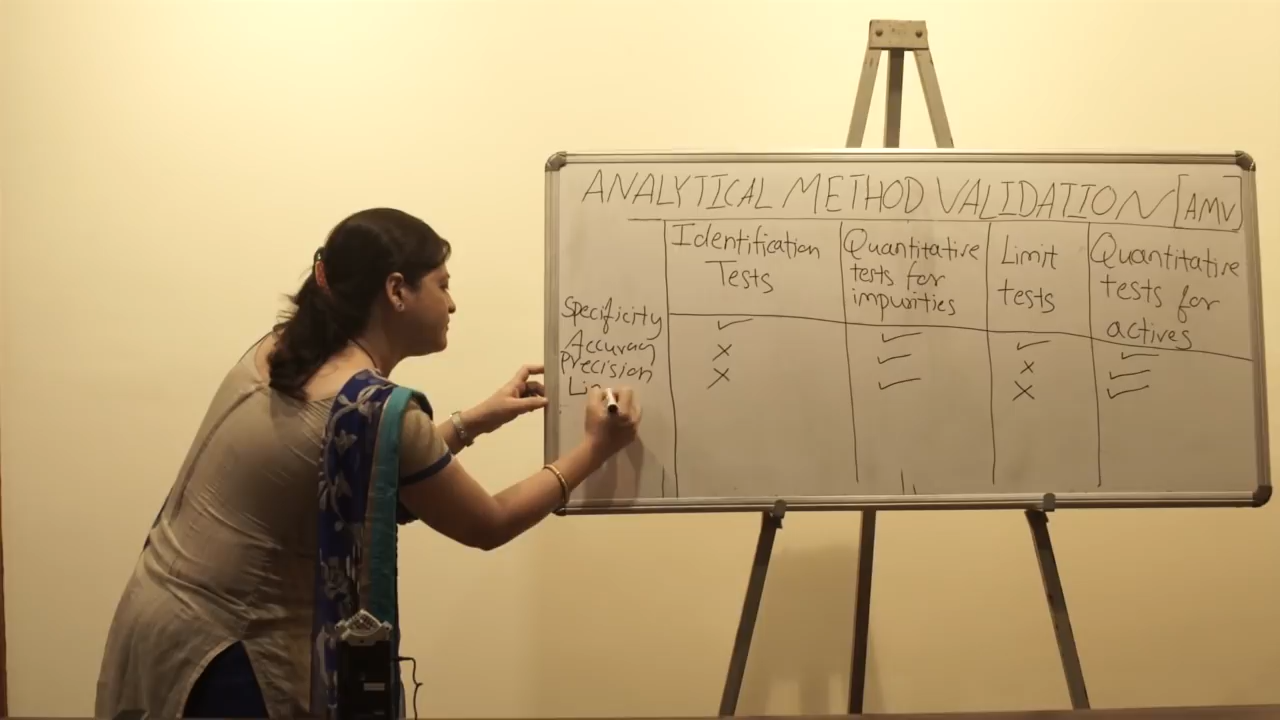 ANALYTICAL METHOD VALIDATION [AMV]
Identification
Tests
Quantitative
tests for
impurities
Limit
tests
Quantitative
tests for
actives
Specificity ✓ ✓ ✓ ✓
Accuracy × ✓ × ✓
Precision × ✓ × ✓